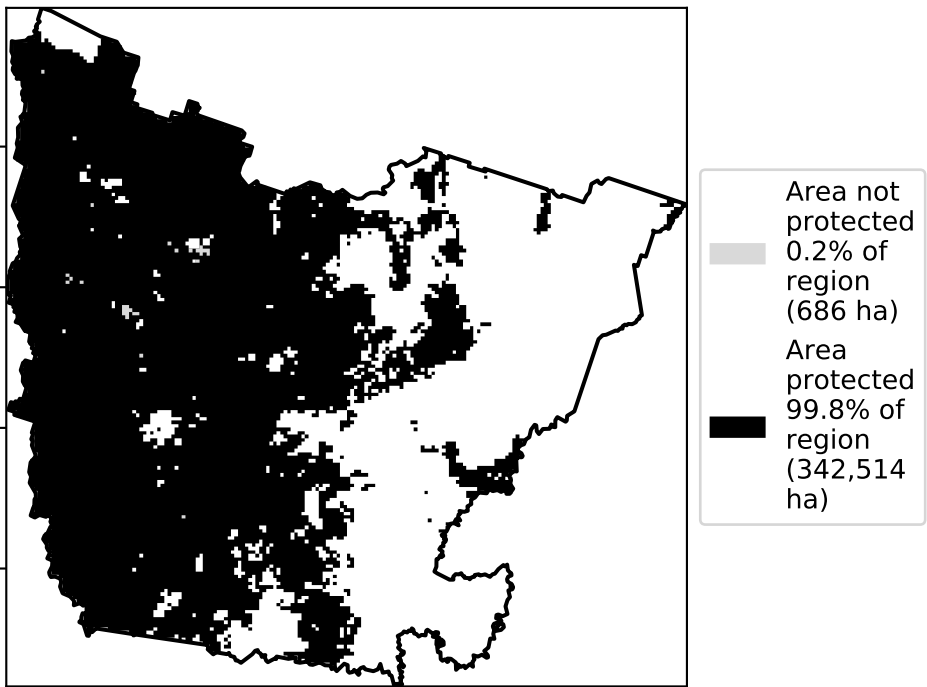 Area not
protected
0.2% of
region
(686 ha)
Area
protected
99.8% of
region
(342,514
ha)